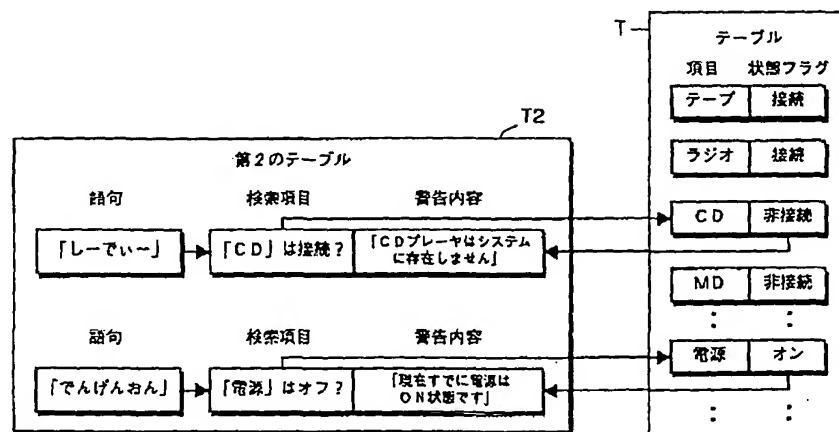 T
テーブル
項目 状態フラグ
テープ 接続
ラジオ 接続
CD 非接続
MD 非接続
: :
電源 オン
: :
T2
第2のテーブル
語句 検索項目 警告内容
「しーでぃ～」 「CD」は接続? 「CDプレーヤはシステム
に存在しません」
語句 検索項目 警告内容
「でんげんおん」 「電源」はオフ? 「現在すでに電源は
ON状態です」